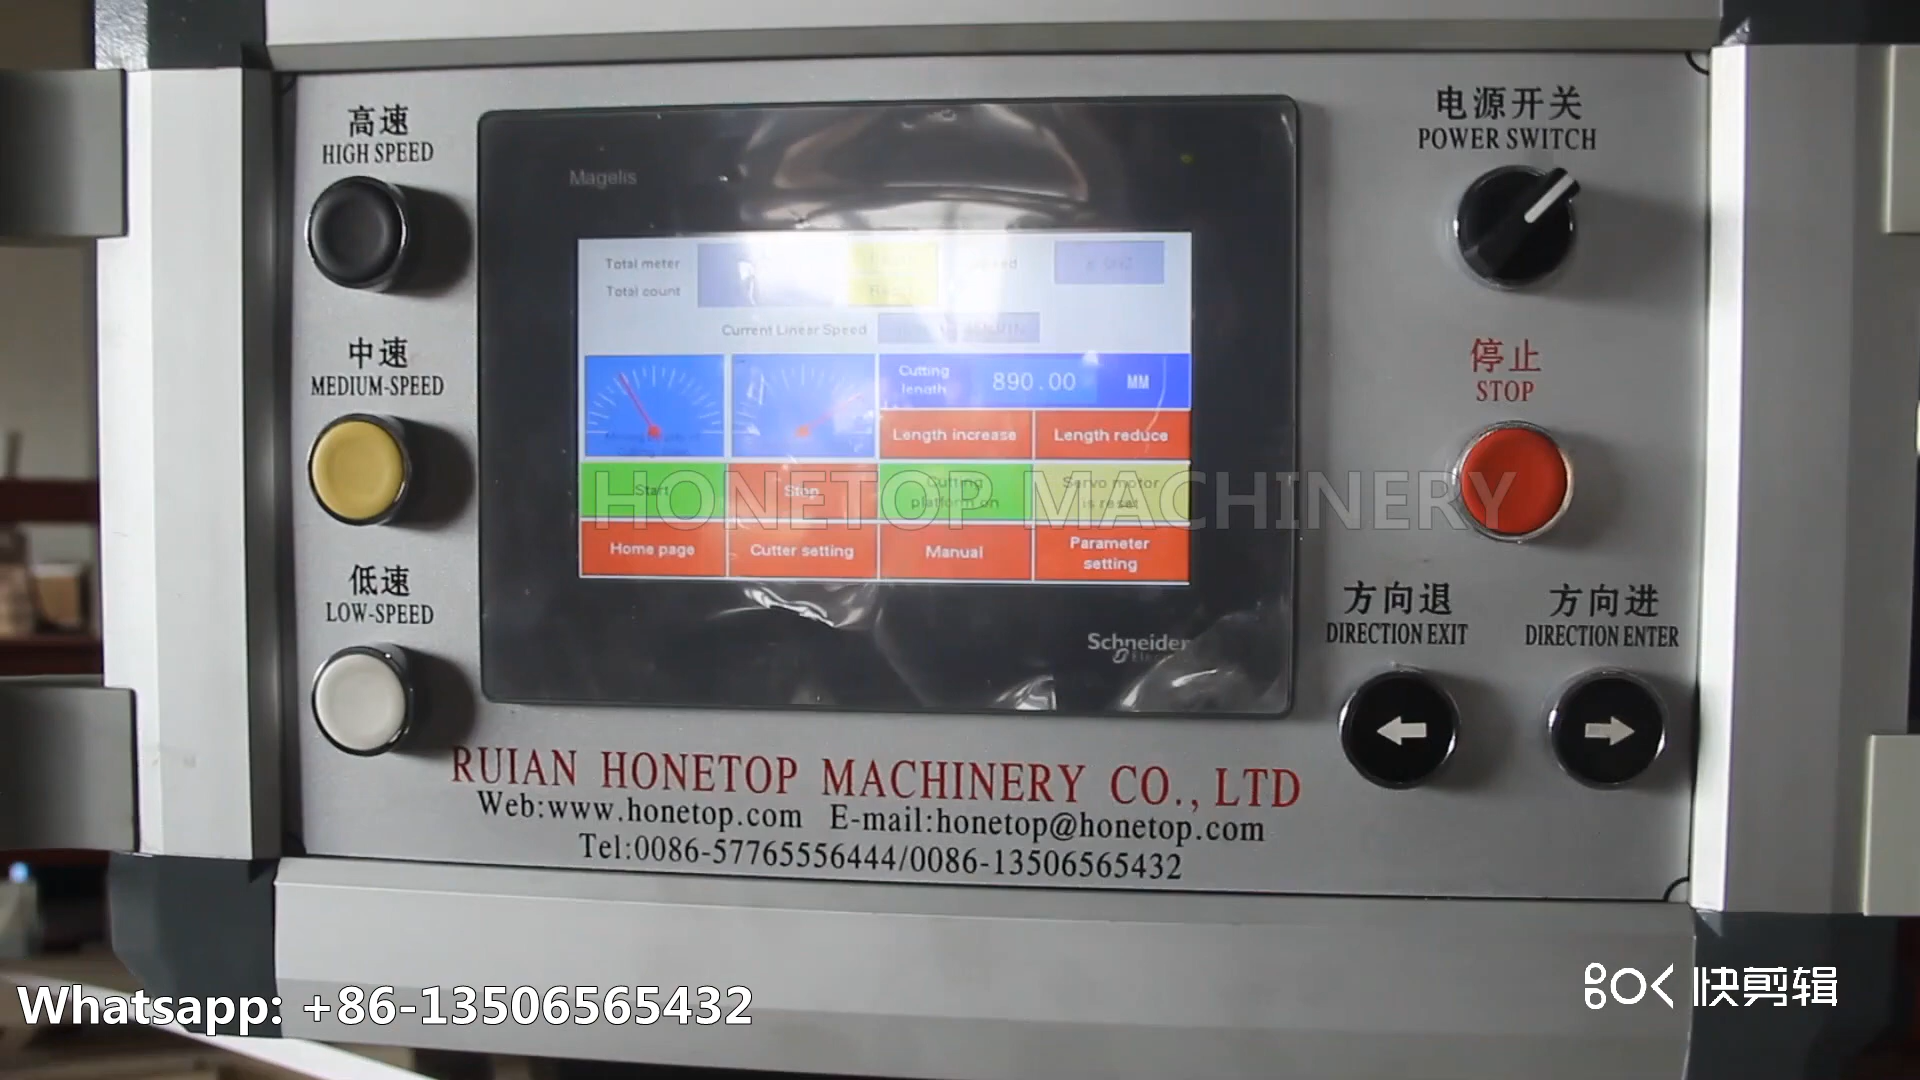 高速
HIGH SPEED
中速
MEDIUM-SPEED
低速
LOW-SPEED
Magelis
Total meter
Total count
Current Linear Speed
Cutting length 890.00 MM
Length increase Length reduce
Start Stop Cutting platform on Servo motor is reset
Home page Cutter setting Manual Parameter setting
Schneider
电源开关
POWER SWITCH
停止
STOP
方向退
DIRECTION EXIT
方向进
DIRECTION ENTER
HONETOP MACHINERY
RUIAN HONETOP MACHINERY CO., LTD
Web:www.honetop.com E-mail:honetop@honetop.com
Tel:0086-57765556444/0086-13506565432
Whatsapp: +86-13506565432
快剪辑